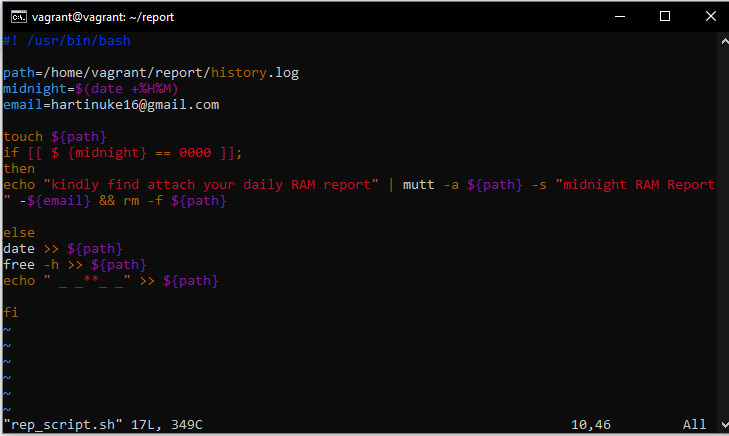 vagrant@vagrant: ~/report
#! /usr/bin/bash
path=/home/vagrant/report/history.log
midnight=$(date +%H%M)
email=hartinuke16@gmail.com
touch ${path}
if [[ $ {midnight} == 0000 ]];
then
echo "kindly find attach your daily RAM report" | mutt -a ${path} -s "midnight RAM Report
" -${email} && rm -f ${path}
else
date >> ${path}
free -h >> ${path}
echo " _ _**_ _" >> ${path}
fi
~
~
~
~
~
~
"rep_script.sh" 17L, 349C 10,46 All